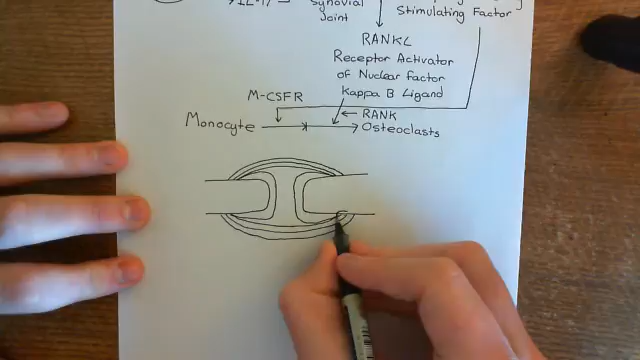 Synovial
Joint
Stimulating Factor
RANKL
Receptor Activator
of Nuclear factor
Kappa B Ligand
M-CSFR
RANK
Monocyte
Osteoclasts